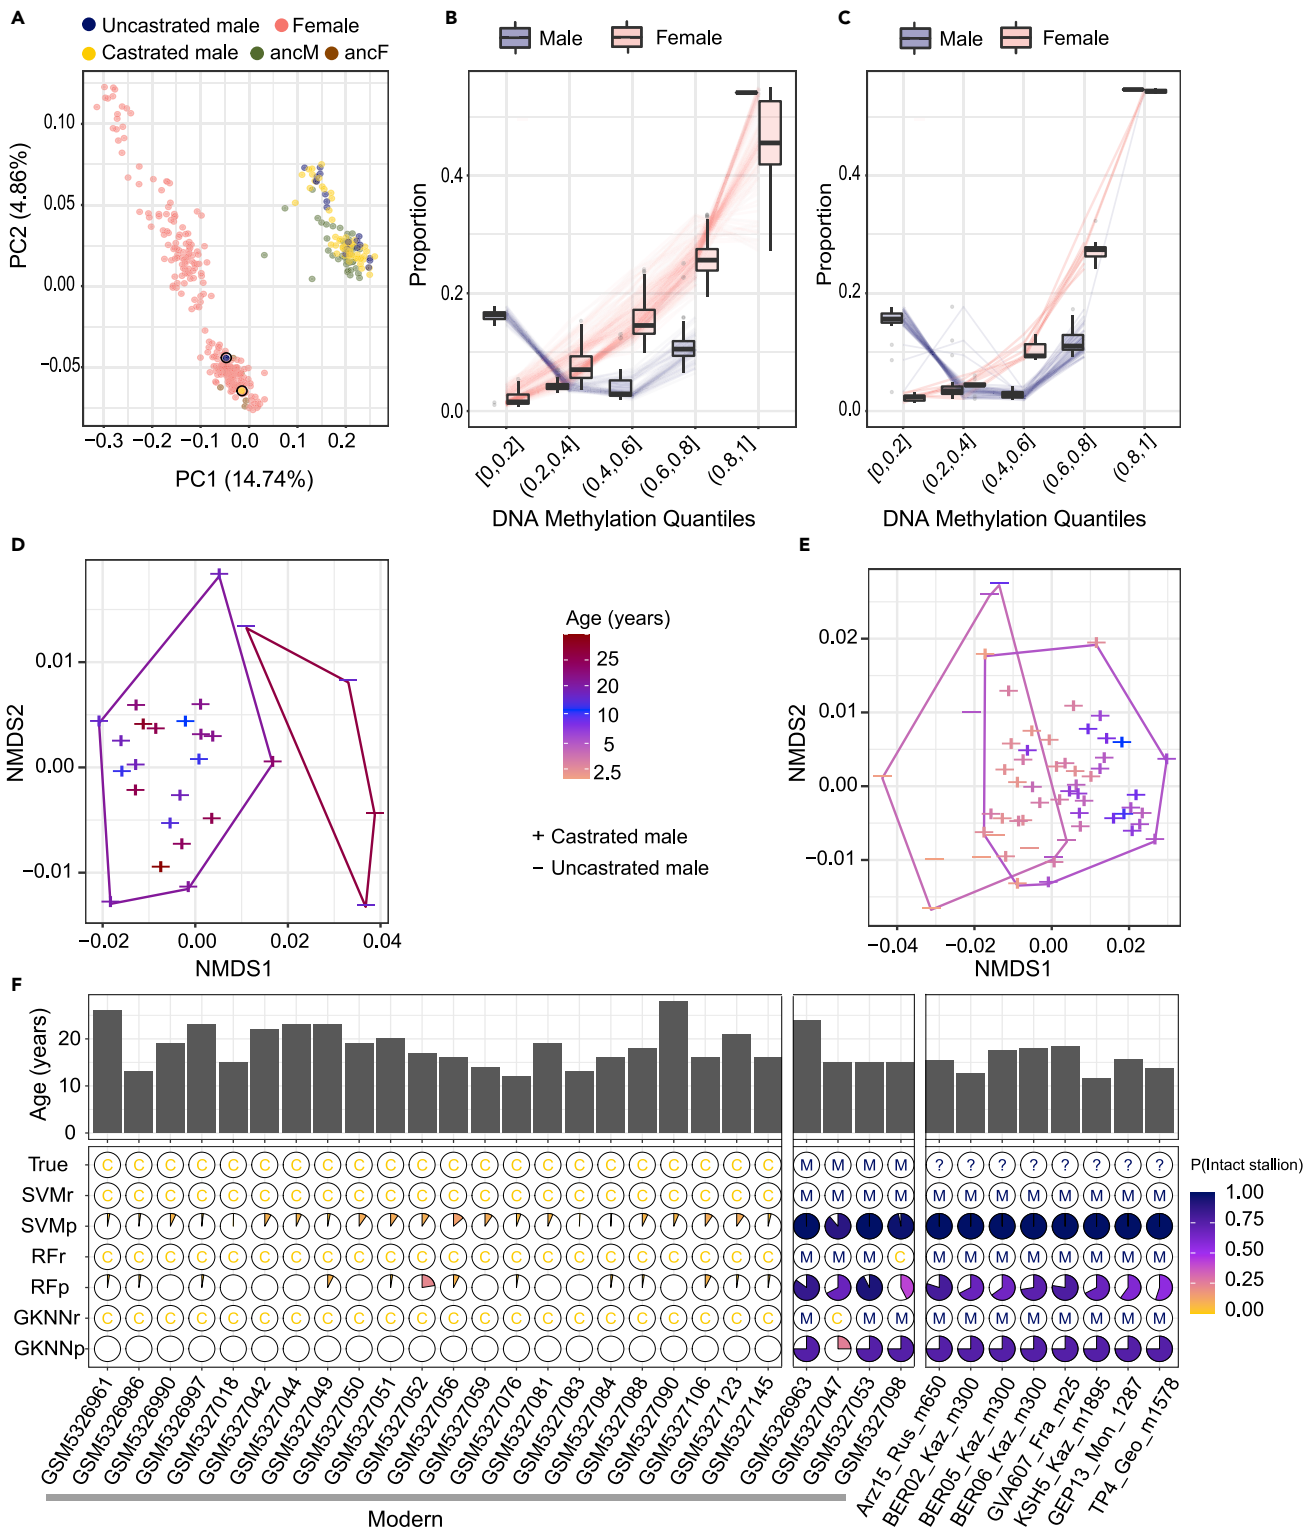 A
Uncastrated male
Female
Castrated male
ancM
ancF
0.10
0.05
0.00
−0.05
PC2 (4.86%)
−0.3
−0.2
−0.1
0.0
0.1
0.2
PC1 (14.74%)
B
Male
Female
0.4
0.2
0.0
Proportion
[0,0.2]
(0.2,0.4]
(0.4,0.6]
(0.6,0.8]
(0.8,1]
DNA Methylation Quantiles
C
Male
Female
0.4
0.2
0.0
Proportion
[0,0.2]
(0.2,0.4]
(0.4,0.6]
(0.6,0.8]
(0.8,1]
DNA Methylation Quantiles
D
0.01
0.00
−0.01
NMDS2
−0.02
0.00
0.02
0.04
NMDS1
Age (years)
25
20
10
5
2.5
+ Castrated male
− Uncastrated male
E
0.02
0.01
0.00
−0.01
NMDS2
−0.04
−0.02
0.00
0.02
NMDS1
F
Age (years)
20
10
0
True C C C C C C C C C C C C C C C C C C C C C C M M M M ? ? ? ? ? ? ? ?
SVMr C C C C C C C C C C C C C C C C C C C C C C M M M M M M M M M M M M
SVMp
RFr C C C C C C C C C C C C C C C C C C C C C C M M M C M M M M M M M M
RFp
GKNNr C C C C C C C C C C C C C C C C C C C C C C M C M M M M M M M M M M
GKNNp
P(Intact stallion)
1.00
0.75
0.50
0.25
0.00
GSM5326961
GSM5326986
GSM5326990
GSM5326997
GSM5327018
GSM5327042
GSM5327044
GSM5327049
GSM5327050
GSM5327051
GSM5327052
GSM5327056
GSM5327059
GSM5327076
GSM5327081
GSM5327083
GSM5327084
GSM5327088
GSM5327090
GSM5327106
GSM5327123
GSM5327145
GSM5326963
GSM5327047
GSM5327053
GSM5327098
Arz15_Rus_m650
BER02_Kaz_m300
BER05_Kaz_m300
BER06_Kaz_m300
GVA607_Fra_m25
KSH5_Kaz_m1895
GEP13_Mon_1287
TP4_Geo_m1578
Modern